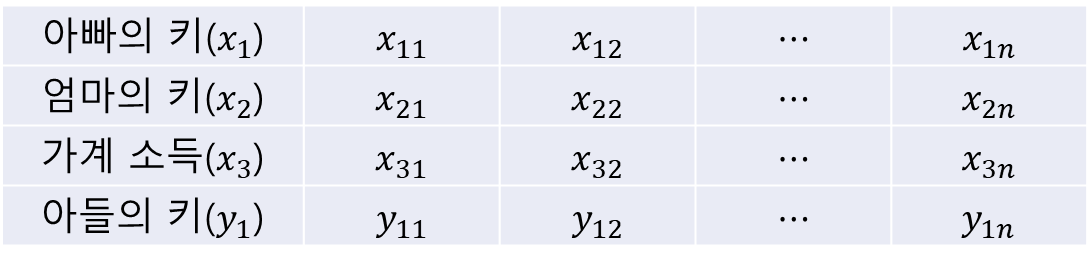 아빠의 키(x₁) x₁₁ x₁₂ ⋯ x₁ₙ
엄마의 키(x₂) x₂₁ x₂₂ ⋯ x₂ₙ
가계 소득(x₃) x₃₁ x₃₂ ⋯ x₃ₙ
아들의 키(y₁) y₁₁ y₁₂ ⋯ y₁ₙ